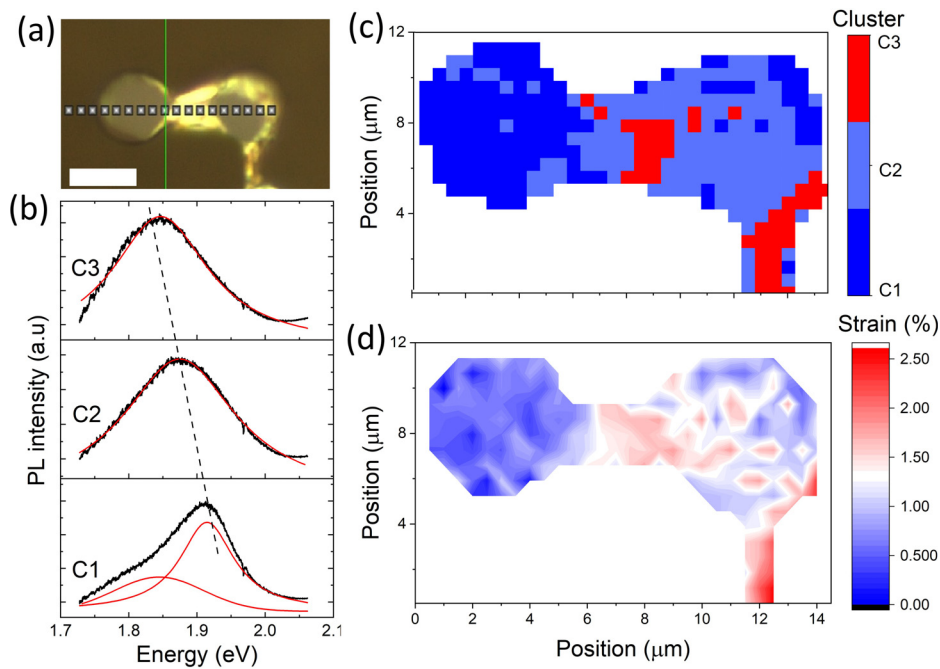 (a)
(b)
C3
C2
C1
PL intensity (a.u)
1.7 1.8 1.9 2.0 2.1
Energy (eV)
(c)
12
8
4
Position (μm)
Cluster
C3
C2
C1
(d)
12
8
4
Position (μm)
0 2 4 6 8 10 12 14
Position (μm)
Strain (%)
2.50
2.00
1.50
1.00
0.500
0.00